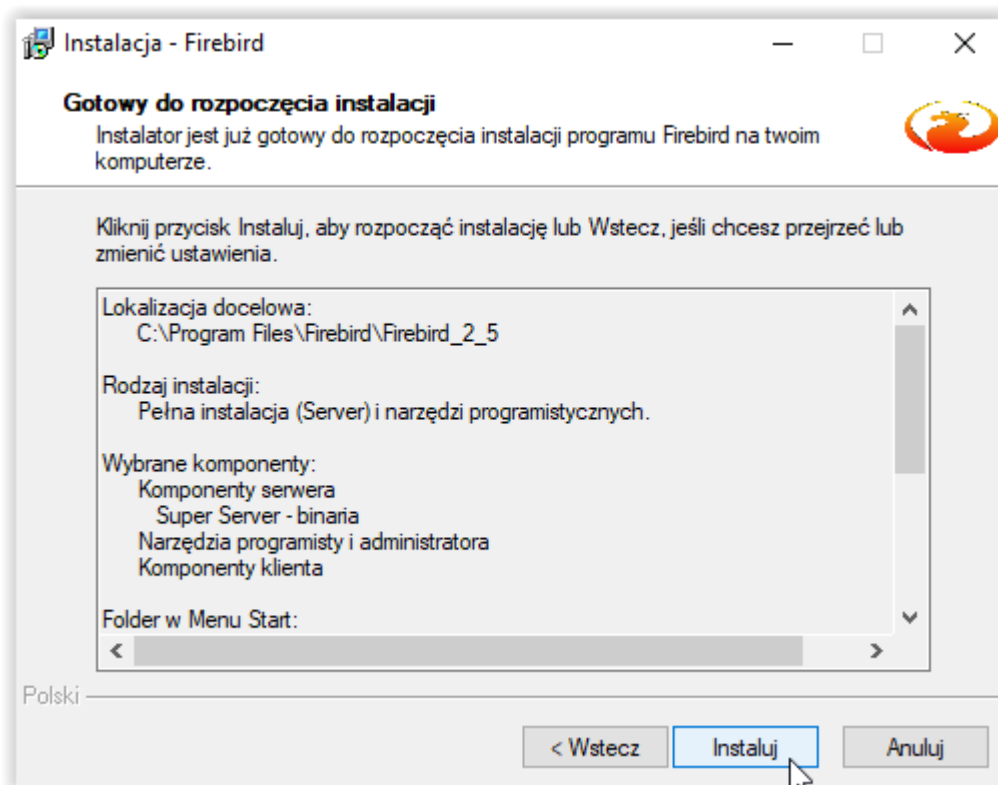 Instalacja - Firebird
Gotowy do rozpoczęcia instalacji
Instalator jest już gotowy do rozpoczęcia instalacji programu Firebird na twoim
komputerze.
Kliknij przycisk Instaluj, aby rozpocząć instalację lub Wstecz, jeśli chcesz przejrzeć lub
zmienić ustawienia.
Lokalizacja docelowa:
C:\Program Files\Firebird\Firebird_2_5
Rodzaj instalacji:
Pełna instalacja (Server) i narzędzi programistycznych.
Wybrane komponenty:
Komponenty serwera
Super Server - binaria
Narzędzia programisty i administratora
Komponenty klienta
Folder w Menu Start:
Polski
< Wstecz
Instaluj
Anuluj